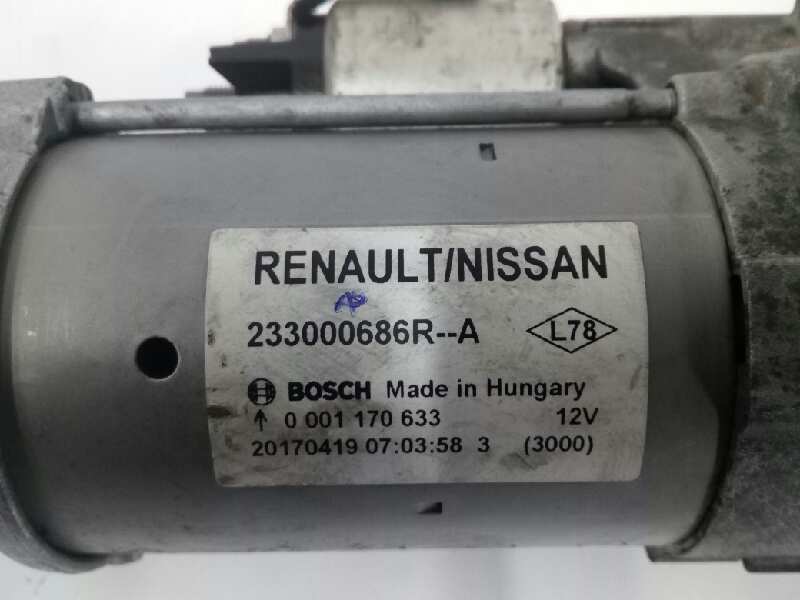 RENAULT/NISSAN
233000686R--A
L78
BOSCH Made in Hungary
0 001 170 633 12V
20170419 07:03:58 3 (3000)